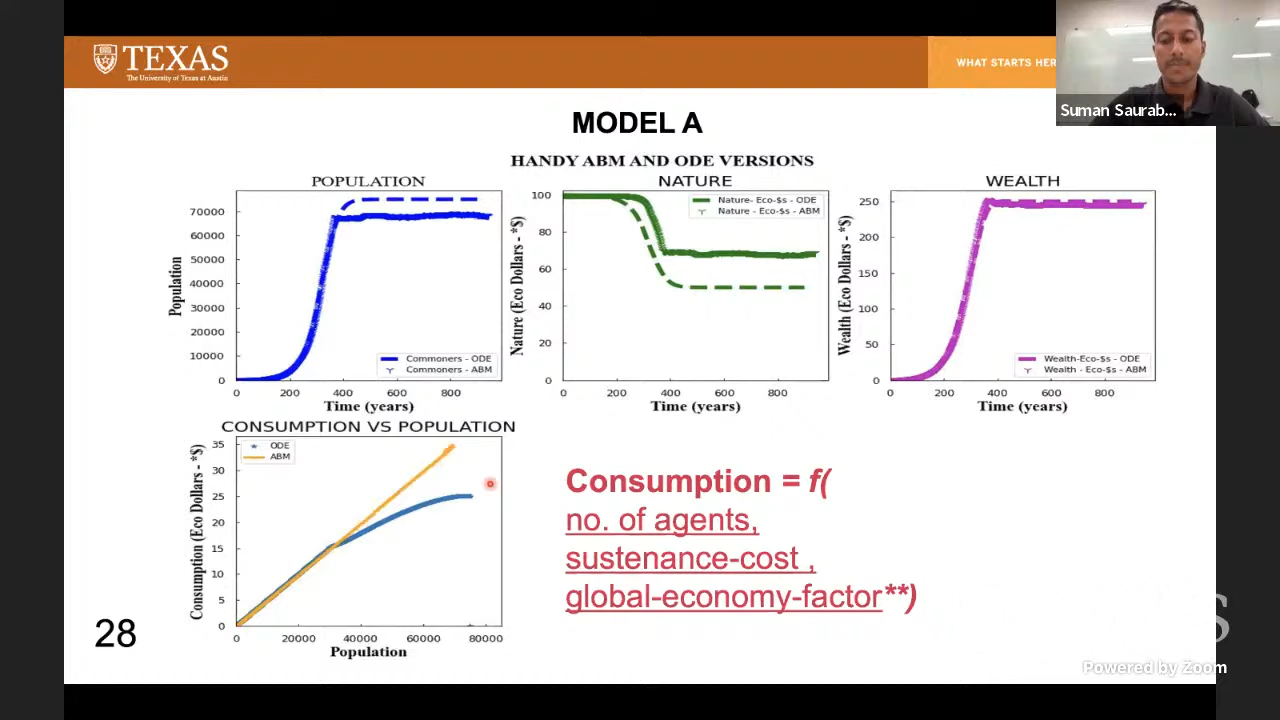 TEXAS
The University of Texas at Austin
WHAT STARTS HER
Suman Saurab...
MODEL A
HANDY ABM AND ODE VERSIONS
POPULATION
70000
60000
50000
40000
30000
20000
10000
0
Population
0 200 400 600 800
Time (years)
Commoners - ODE
Commoners - ABM
NATURE
100
80
60
40
20
0
Nature (Eco Dollars - *$)
0 200 400 600 800
Time (years)
Nature- Eco-$s - ODE
Nature - Eco-$s - ABM
WEALTH
250
200
150
100
50
0
Wealth (Eco Dollars - *$)
0 200 400 600 800
Time (years)
Wealth-Eco-$s - ODE
Wealth - Eco-$s - ABM
CONSUMPTION VS POPULATION
35
30
25
20
15
10
5
0
Consumption (Eco Dollars - *$)
0 20000 40000 60000 80000
Population
ODE
ABM
Consumption = f(
no. of agents,
sustenance-cost ,
global-economy-factor**)
28
S
Powered by Zoom